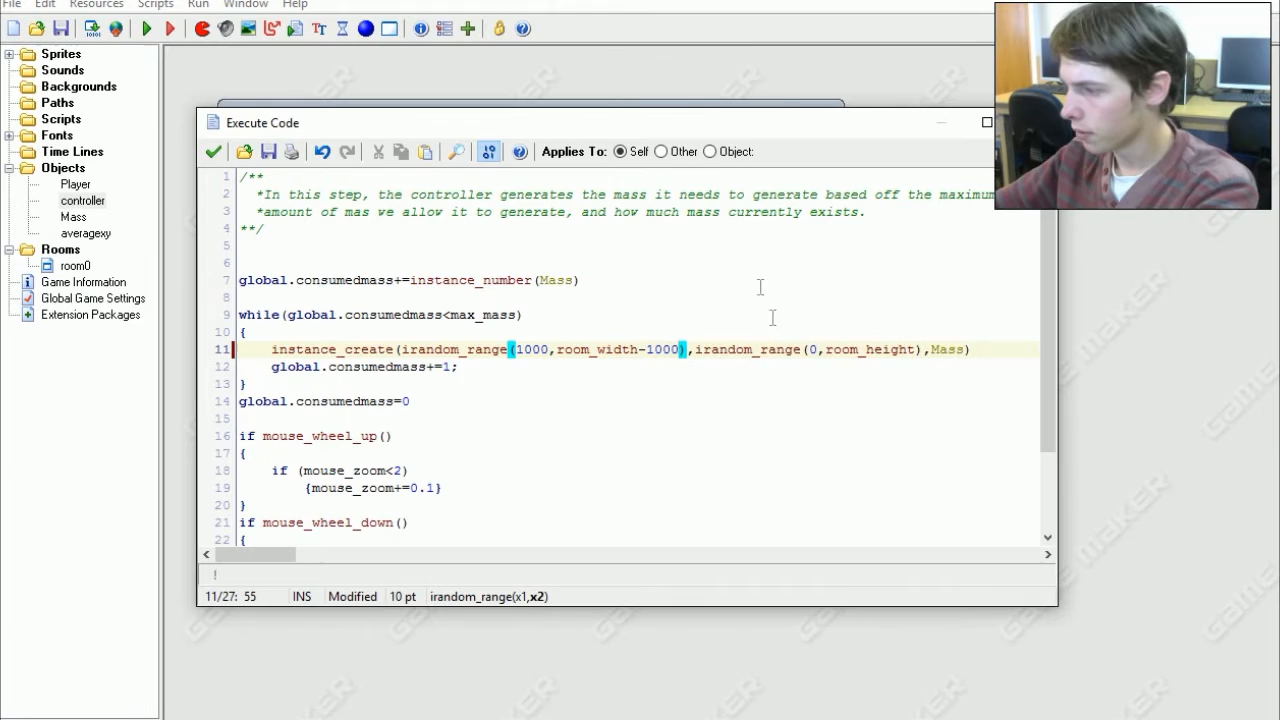 File Edit Resources Scripts Run Window Help
Sprites
Sounds
Backgrounds
Paths
Scripts
Fonts
Time Lines
Objects
Player
controller
Mass
averagexy
Rooms
room0
Game Information
Global Game Settings
Extension Packages
Execute Code
Applies To: Self Other Object:
1 /**
2 *In this step, the controller generates the mass it needs to generate based off the maximum
3 *amount of mas we allow it to generate, and how much mass currently exists.
4 **/
5
6
7 global.consumedmass+=instance_number(Mass)
8
9 while(global.consumedmass<max_mass)
10 {
11 instance_create(irandom_range(1000,room_width-1000),irandom_range(0,room_height),Mass)
12 global.consumedmass+=1;
13 }
14 global.consumedmass=0
15
16 if mouse_wheel_up()
17 {
18 if (mouse_zoom<2)
19 {mouse_zoom+=0.1}
20 }
21 if mouse_wheel_down()
22 {
11/27: 55 INS Modified 10 pt irandom_range(x1,x2)
GAME MAKER